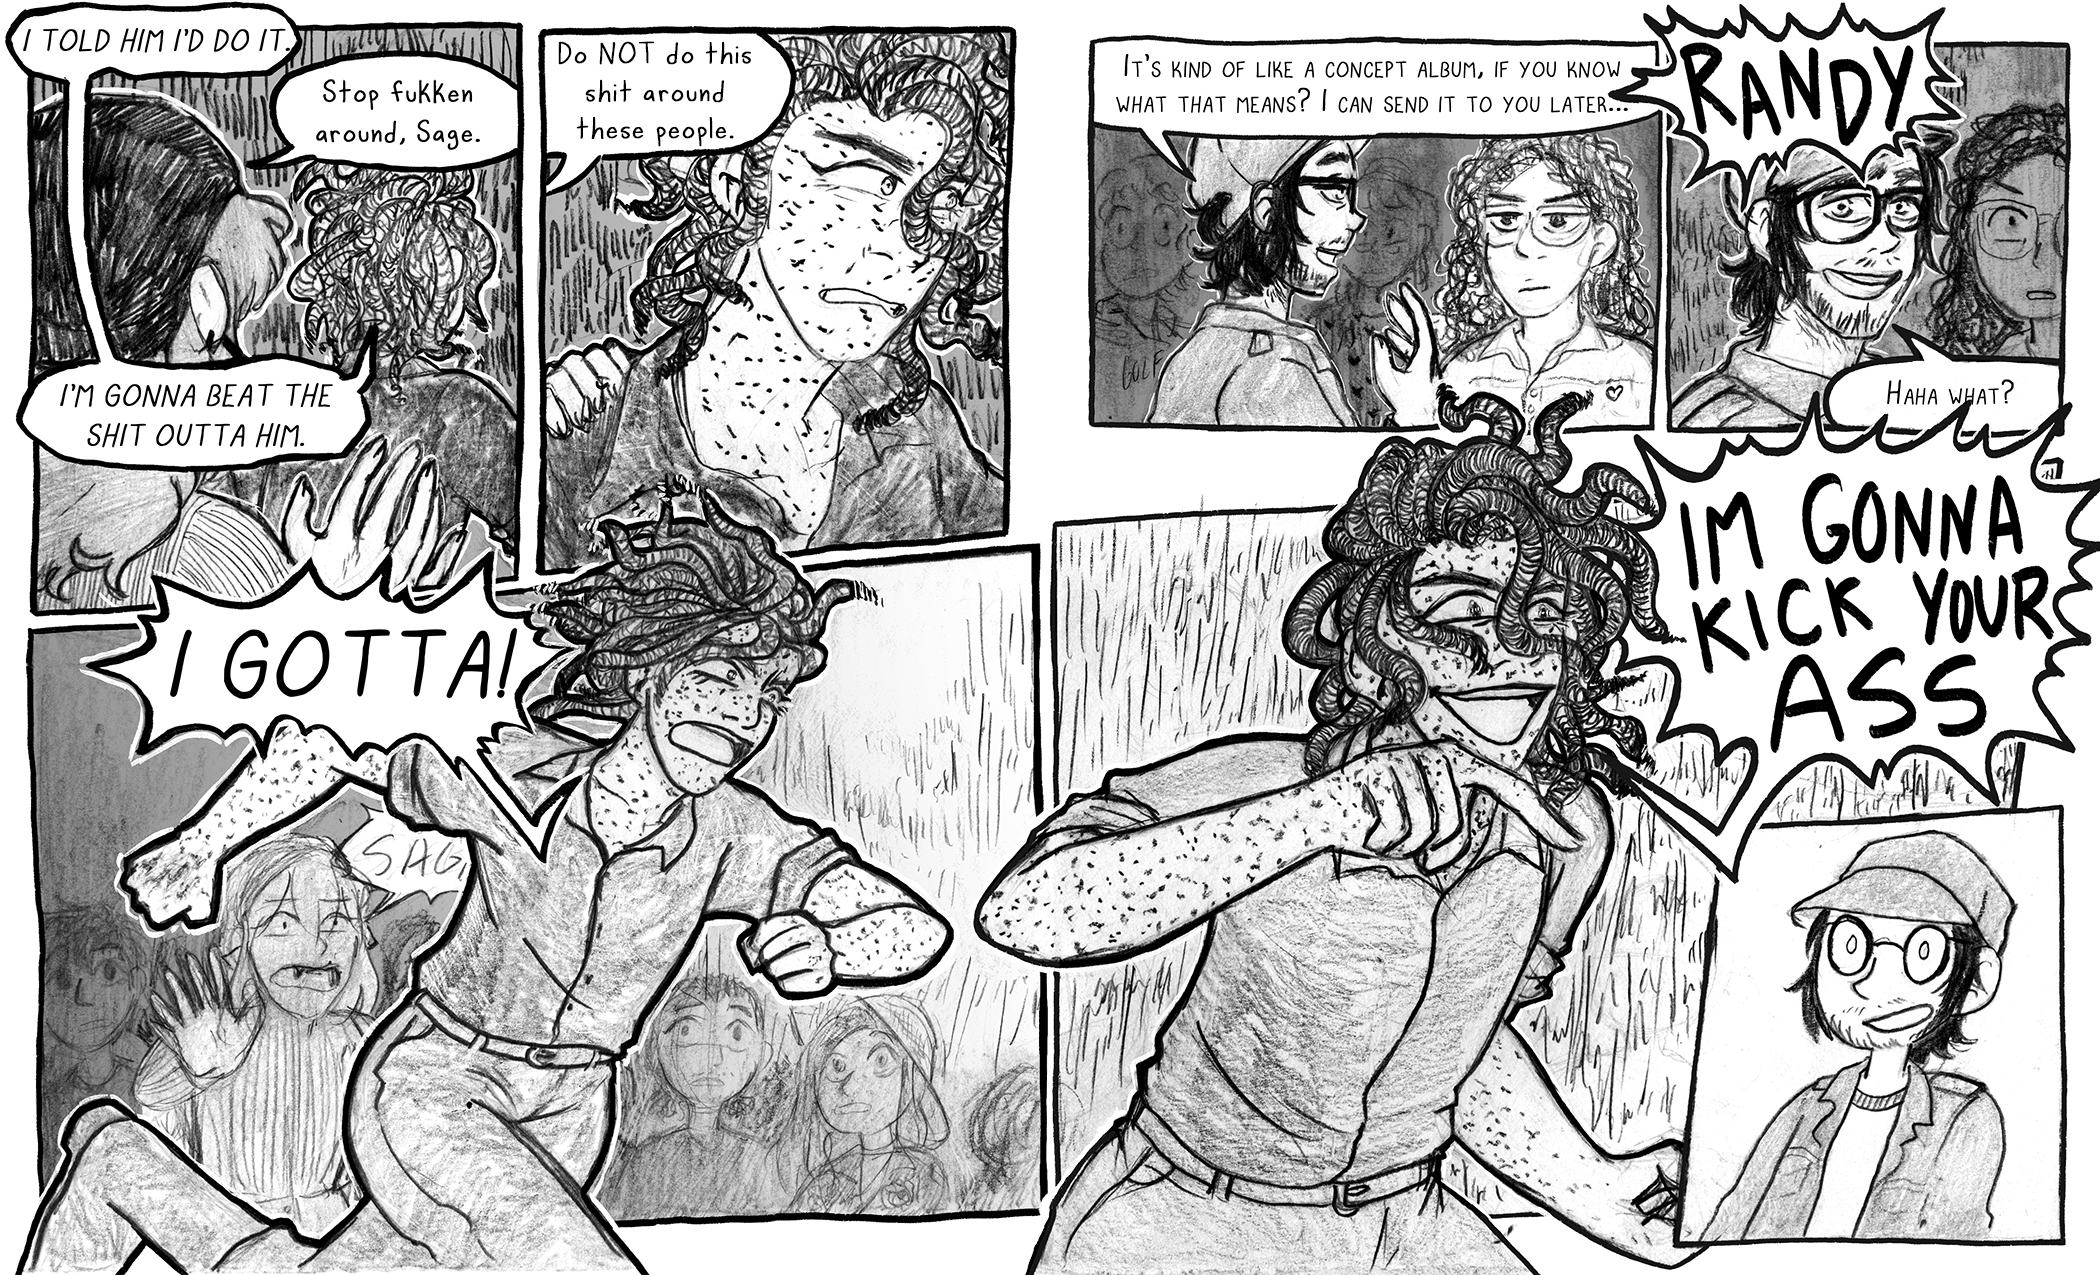 I TOLD HIM I'D DO IT.
Stop fukken
around, Sage.
I'M GONNA BEAT THE
SHIT OUTTA HIM.
Do NOT do this
shit around
these people.
I GOTTA!
SAG
IT'S KIND OF LIKE A CONCEPT ALBUM, IF YOU KNOW
WHAT THAT MEANS? I CAN SEND IT TO YOU LATER...
GOLF
RANDY
HAHA WHAT?
IM GONNA
KICK YOUR
ASS